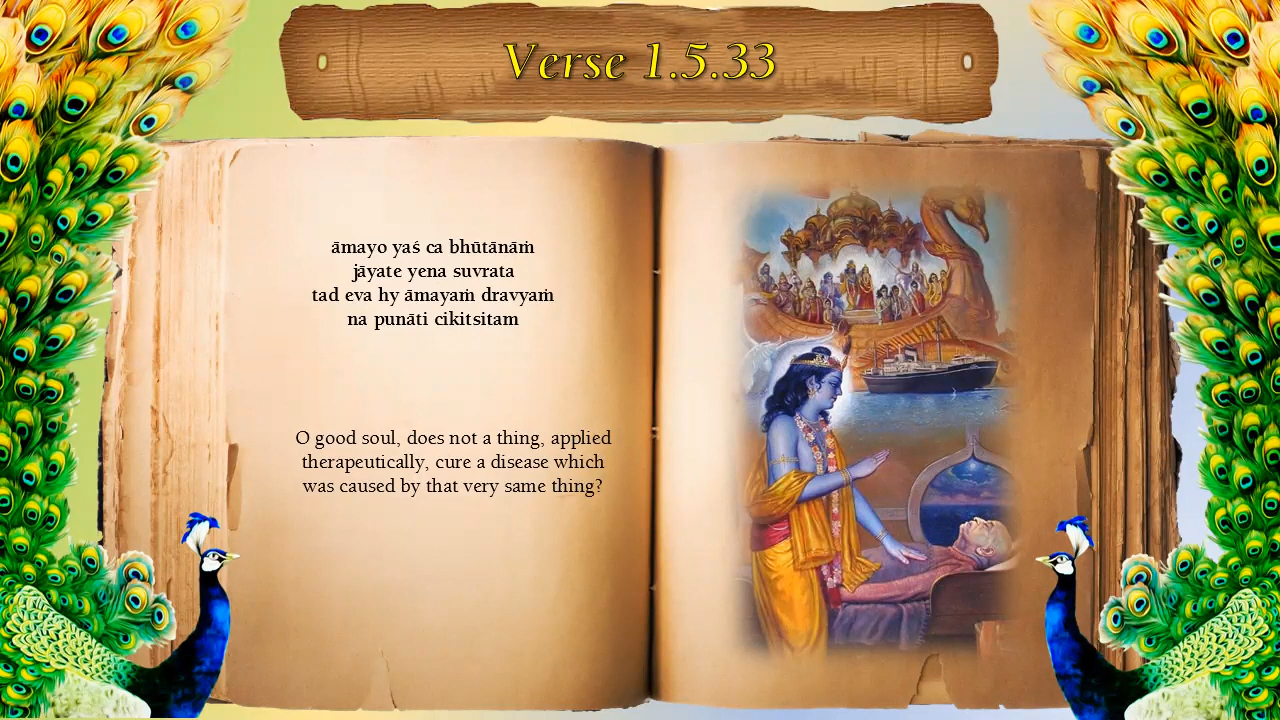 Verse 1.5.33
āmayo yaś ca bhūtānāṁ
jāyate yena suvrata
tad eva hy āmayaṁ dravyaṁ
na punāti cikitsitam
O good soul, does not a thing, applied
therapeutically, cure a disease which
was caused by that very same thing?